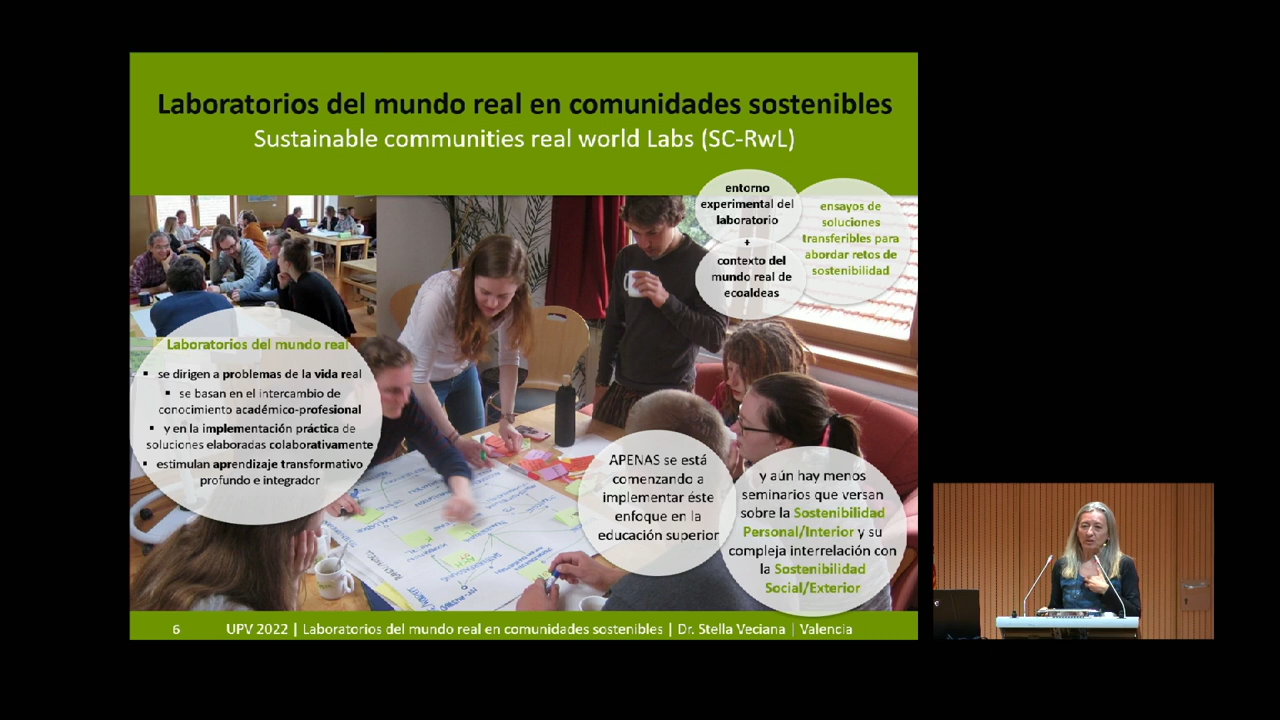 Laboratorios del mundo real en comunidades sostenibles
Sustainable communities real world Labs (SC-RwL)
entorno
experimental del
laboratorio
+
contexto del
mundo real de
ecoaldeas
ensayos de
soluciones
transferibles para
abordar retos de
sostenibilidad
Laboratorios del mundo real
▪ se dirigen a problemas de la vida real
▪ se basan en el intercambio de
conocimiento académico-profesional
▪ y en la implementación práctica de
soluciones elaboradas colaborativamente
▪ estimulan aprendizaje transformativo
profundo e integrador
APENAS se está
comenzando a
implementar éste
enfoque en la
educación superior
y aún hay menos
seminarios que versan
sobre la Sostenibilidad
Personal/Interior y su
compleja interrelación con
la Sostenibilidad
Social/Exterior
6 UPV 2022 | Laboratorios del mundo real en comunidades sostenibles | Dr. Stella Veciana | Valencia